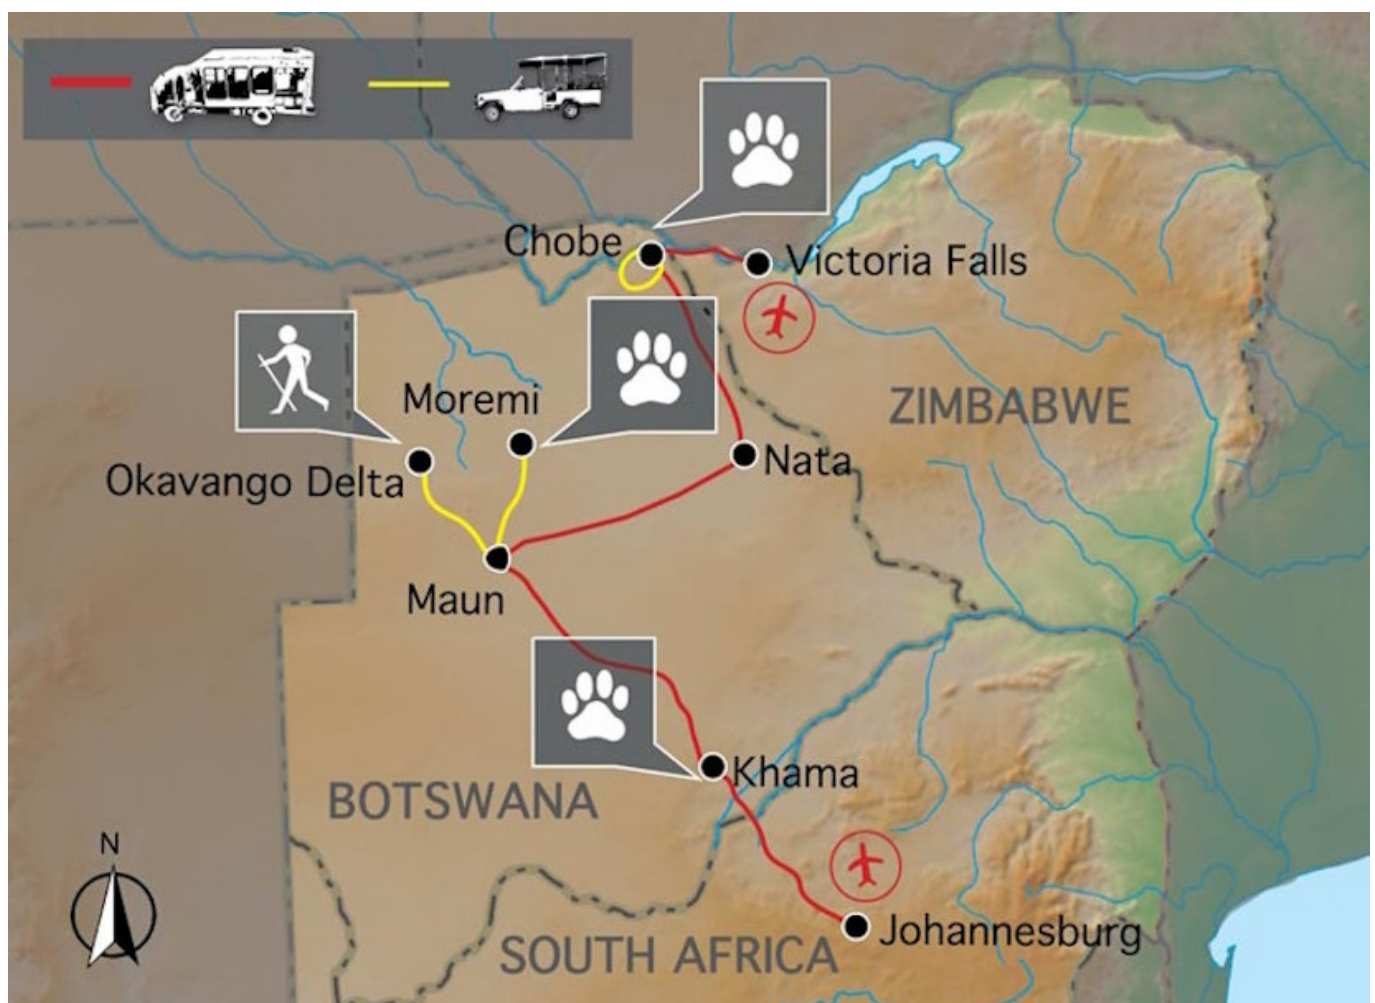 Chobe
Victoria Falls
ZIMBABWE
Moremi
Okavango Delta
Nata
Maun
Khama
BOTSWANA
N
Johannesburg
SOUTH AFRICA